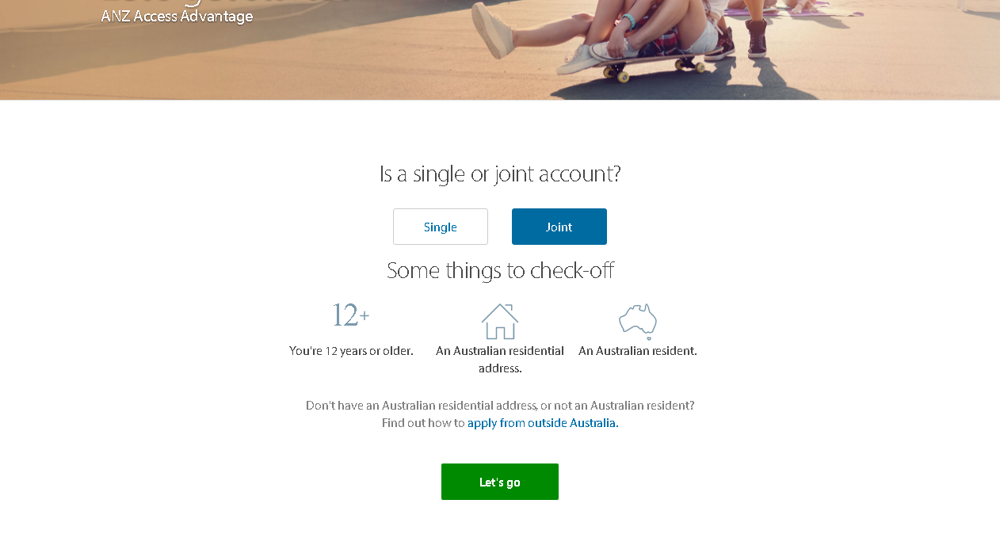 ANZ Access Advantage
Is a single or joint account?
Single
Joint
Some things to check-off
12+
You're 12 years or older.
An Australian residential
address.
An Australian resident.
Don't have an Australian residential address, or not an Australian resident?
Find out how to apply from outside Australia.
Let's go